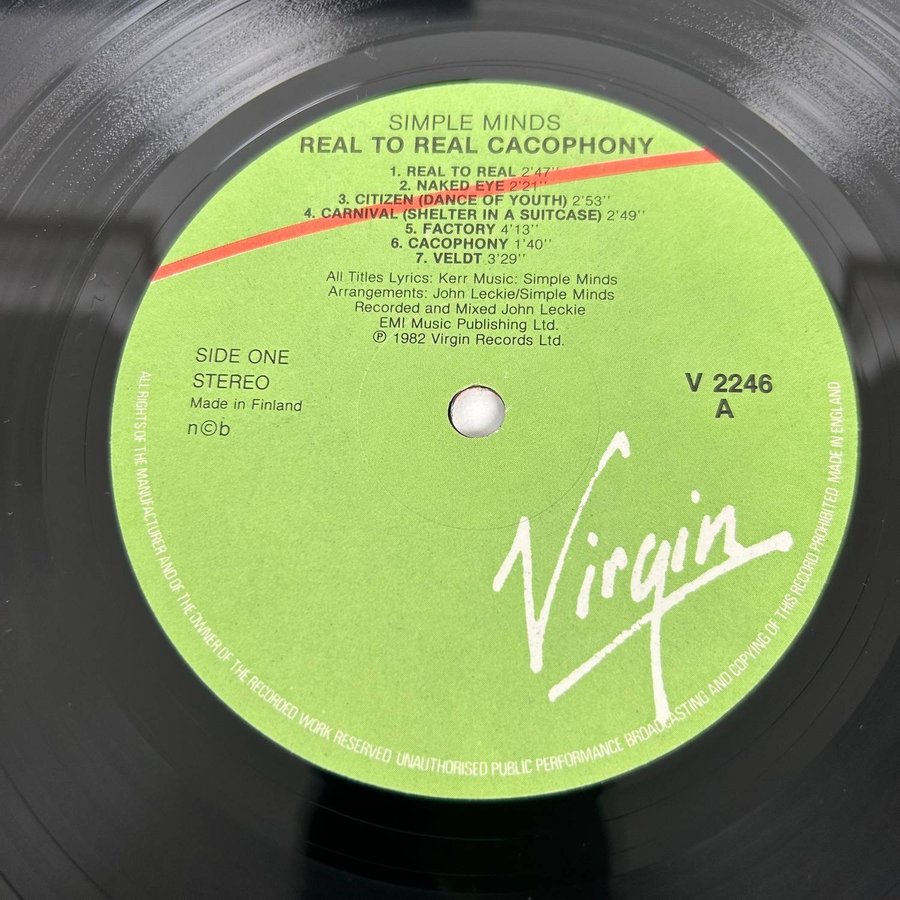 SIMPLE MINDS
REAL TO REAL CACOPHONY
1. REAL TO REAL 2'47''
2. NAKED EYE 2'21''
3. CITIZEN (DANCE OF YOUTH) 2'53''
4. CARNIVAL (SHELTER IN A SUITCASE) 2'49''
5. FACTORY 4'13''
6. CACOPHONY 1'40''
7. VELDT 3'29''
All Titles Lyrics: Kerr Music: Simple Minds
Arrangements: John Leckie/Simple Minds
Recorded and Mixed John Leckie
EMI Music Publishing Ltd.
℗ 1982 Virgin Records Ltd.
SIDE ONE
STEREO
Made in Finland
n©b
V 2246
A
Virgin
ALL RIGHTS OF THE MANUFACTURER AND OF THE OWNER OF THE RECORDED WORK RESERVED UNAUTHORISED PUBLIC PERFORMANCE BROADCASTING AND COPYING OF THIS RECORD PROHIBITED MADE IN ENGLAND